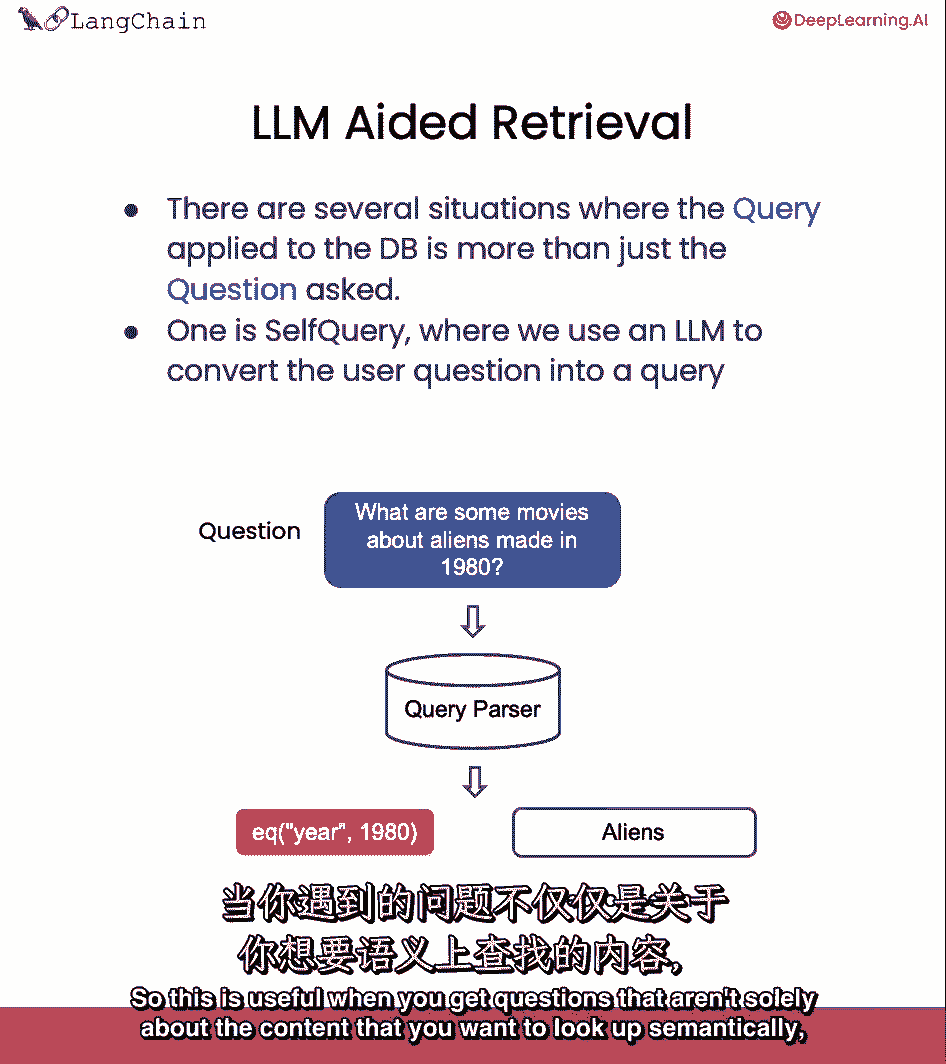 LangChain
DeepLearning.AI
LLM Aided Retrieval
● There are several situations where the Query
applied to the DB is more than just the
Question asked.
● One is SelfQuery, where we use an LLM to
convert the user question into a query
Question
What are some movies
about aliens made in
1980?
Query Parser
eq("year", 1980)
Aliens
当你遇到的问题不仅仅是关于
你想要语义上查找的内容,
So this is useful when you get questions that aren't solely
about the content that you want to look up semantically,